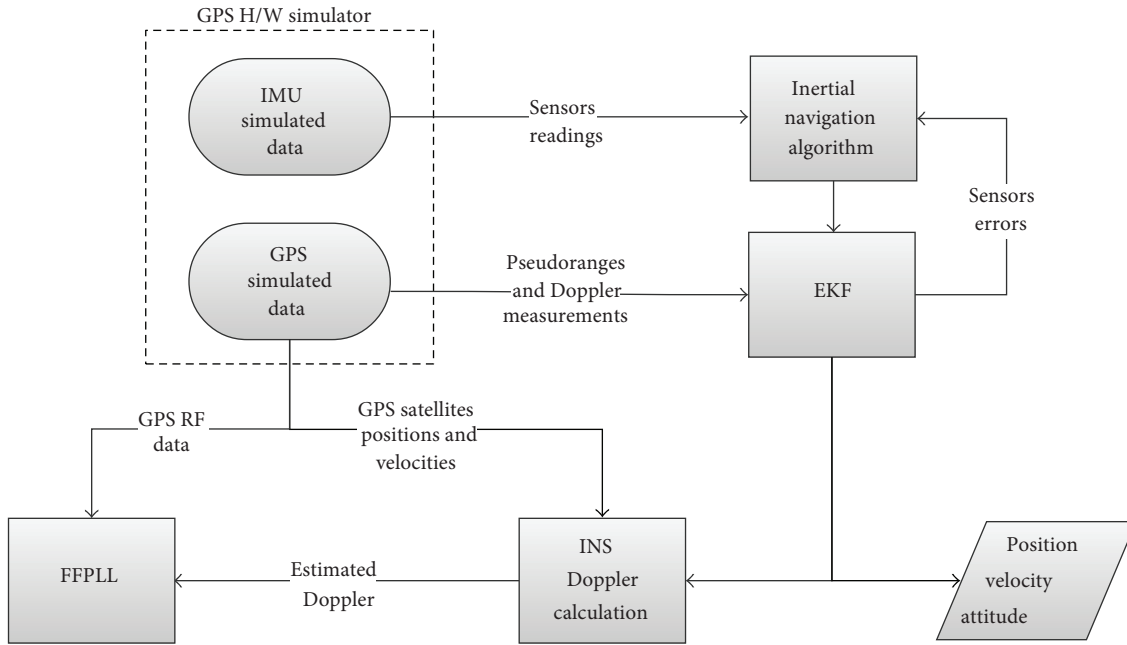 GPS H/W simulator
IMU
simulated
data
Sensors
readings
Inertial
navigation
algorithm
Sensors
errors
GPS
simulated
data
Pseudoranges
and Doppler
measurements
EKF
GPS RF
data
GPS satellites
positions and
velocities
FFPLL
Estimated
Doppler
INS
Doppler
calculation
Position
velocity
attitude